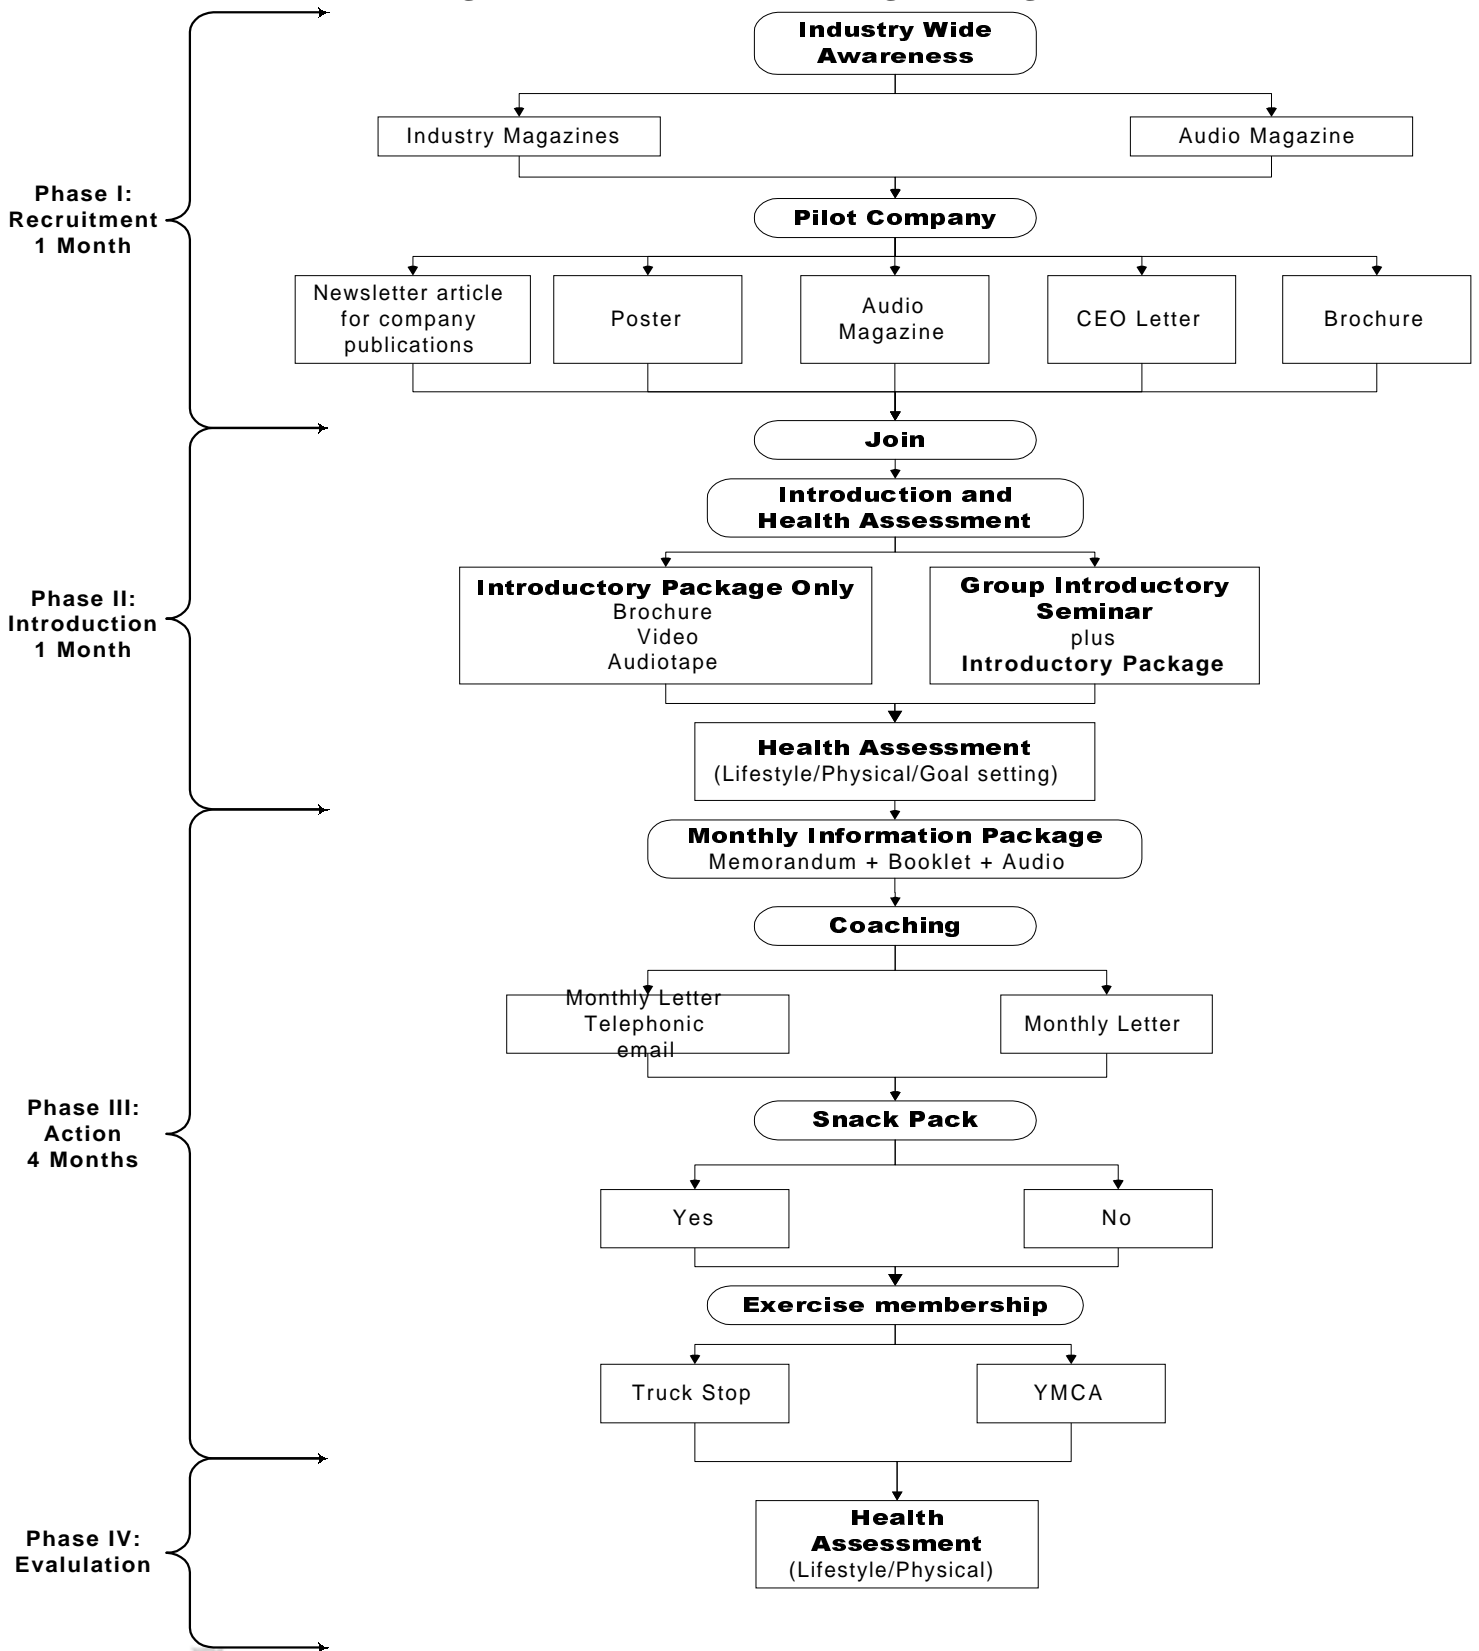 Industry Wide
Awareness
Industry Magazines
Audio Magazine
Phase I:
Recruitment
1 Month
Pilot Company
Newsletter article
for company
publications
Poster
Audio
Magazine
CEO Letter
Brochure
Join
Introduction and
Health Assessment
Phase II:
Introduction
1 Month
Introductory Package Only
Brochure
Video
Audiotape
Group Introductory
Seminar
plus
Introductory Package
Health Assessment
(Lifestyle/Physical/Goal setting)
Monthly Information Package
Memorandum + Booklet + Audio
Coaching
Monthly Letter
Telephonic
email
Monthly Letter
Phase III:
Action
4 Months
Snack Pack
Yes
No
Exercise membership
Truck Stop
YMCA
Phase IV:
Evalulation
Health
Assessment
(Lifestyle/Physical)